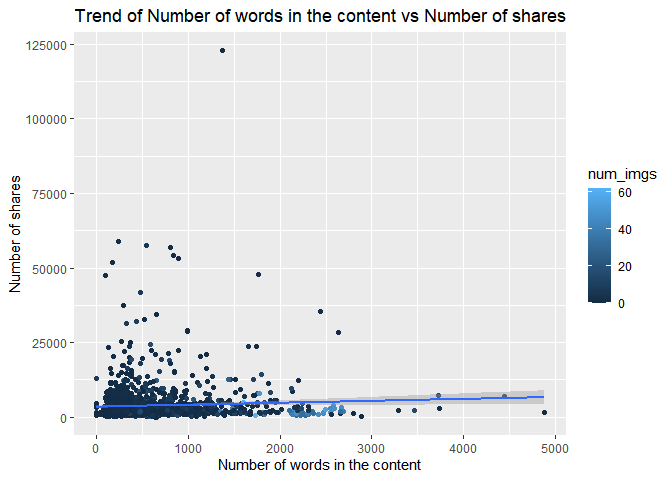 Trend of Number of words in the content vs Number of shares
125000
100000
75000
50000
25000
0
Number of shares
0 1000 2000 3000 4000 5000
Number of words in the content
num_imgs
60
40
20
0